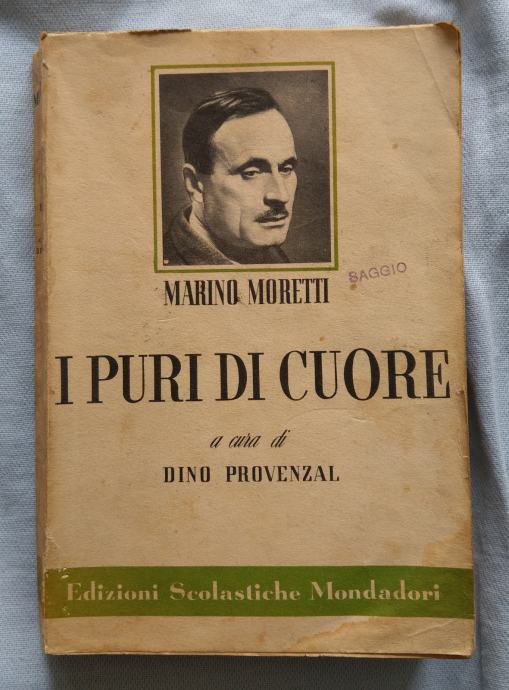 MARINO MORETTI
SAGGIO
I PURI DI CUORE
a cura di
DINO PROVENZAL
Edizioni Scolastiche Mondadori